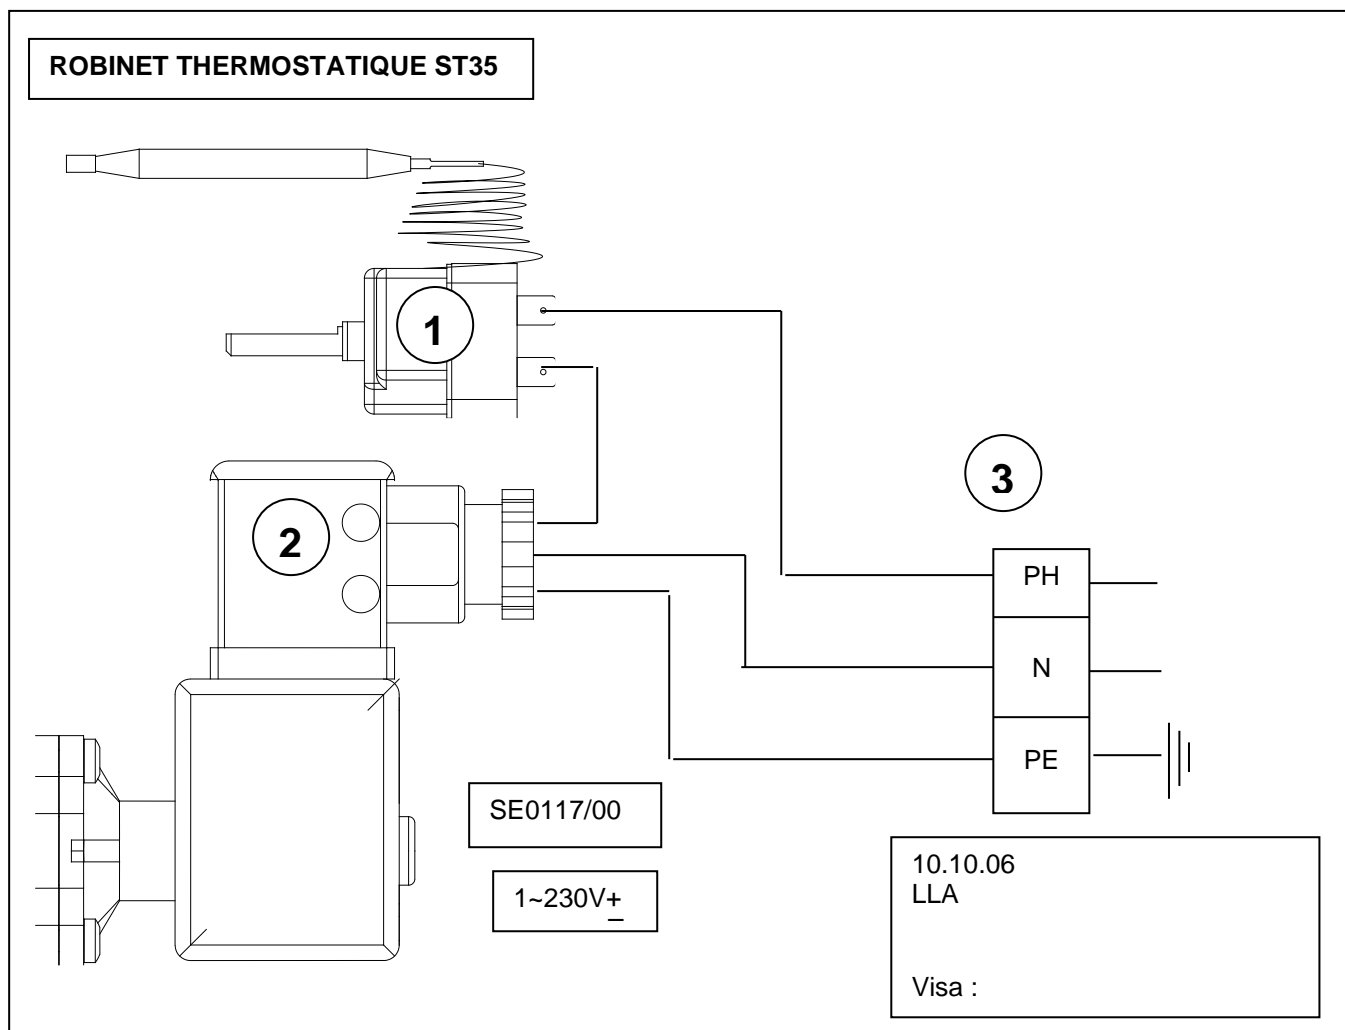 ROBINET THERMOSTATIQUE ST35
1
2
3
PH
N
PE
SE0117/00
1~230V±
10.10.06
LLA
Visa :